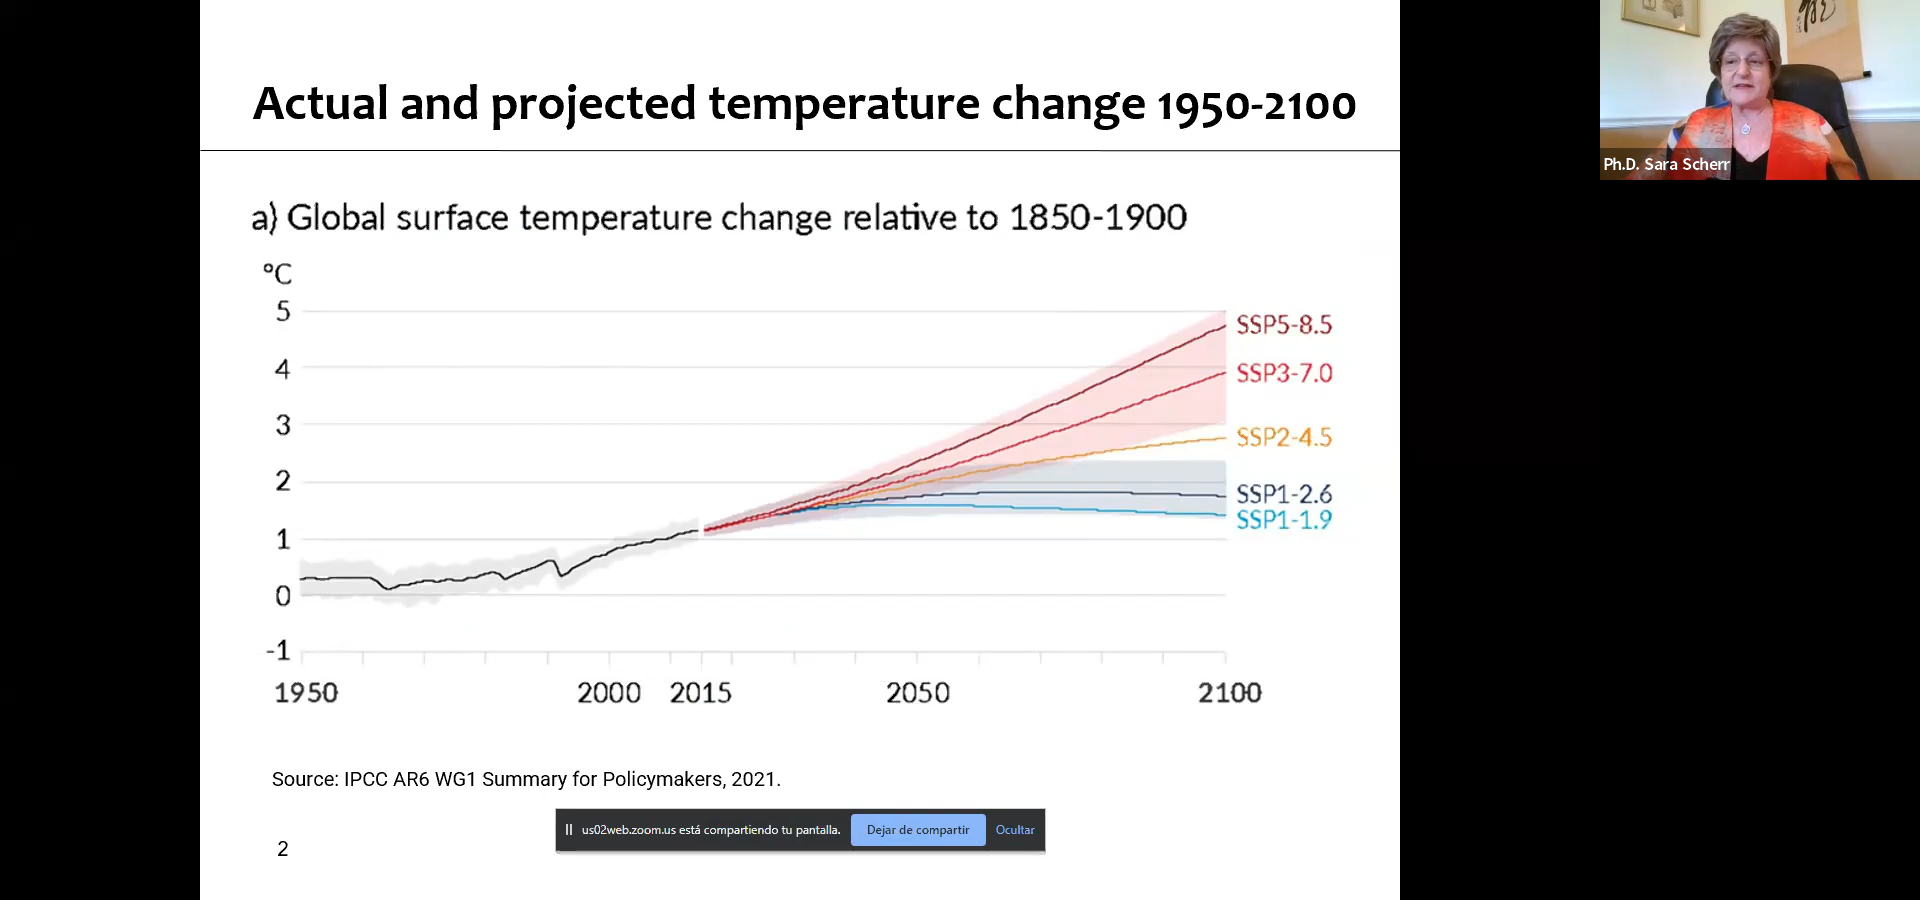 Actual and projected temperature change 1950-2100
a) Global surface temperature change relative to 1850-1900
°C
5
4
3
2
1
0
-1
1950 2000 2015 2050 2100
SSP5-8.5
SSP3-7.0
SSP2-4.5
SSP1-2.6
SSP1-1.9
Source: IPCC AR6 WG1 Summary for Policymakers, 2021.
us02web.zoom.us está compartiendo tu pantalla. Dejar de compartir Ocultar
2
Ph.D. Sara Scherr